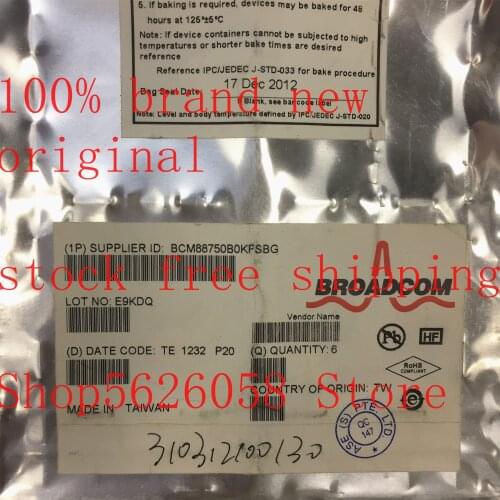 5. If baking is required, devices may be baked for 48
hours at 125°±5°C
Note: If device containers cannot be subjected to high
temperatures or shorter bake times are desired
reference
Reference IPC/JEDEC J-STD-033 for bake procedure
17 Dec 2012
Bag Seal Date
Blank, see bar code label
Note: Level and body temperature defined by IPC/JEDEC J-STD-020
100% brand new
original
(1P) SUPPLIER ID: BCM88750B0KFSBG
stock free shipping
BROADCOM
LOT NO: E9KDQ
Vendor Name
Pb
HF
(D) DATE CODE: TE 1232 P20
(Q) QUANTITY: 6
RoHS
COMPLIANT
Shop5626058 Store
COUNTRY OF ORIGIN: TW
MADE IN TAIWAN
ASE (S) PTE LTD
QC
147
310312100130